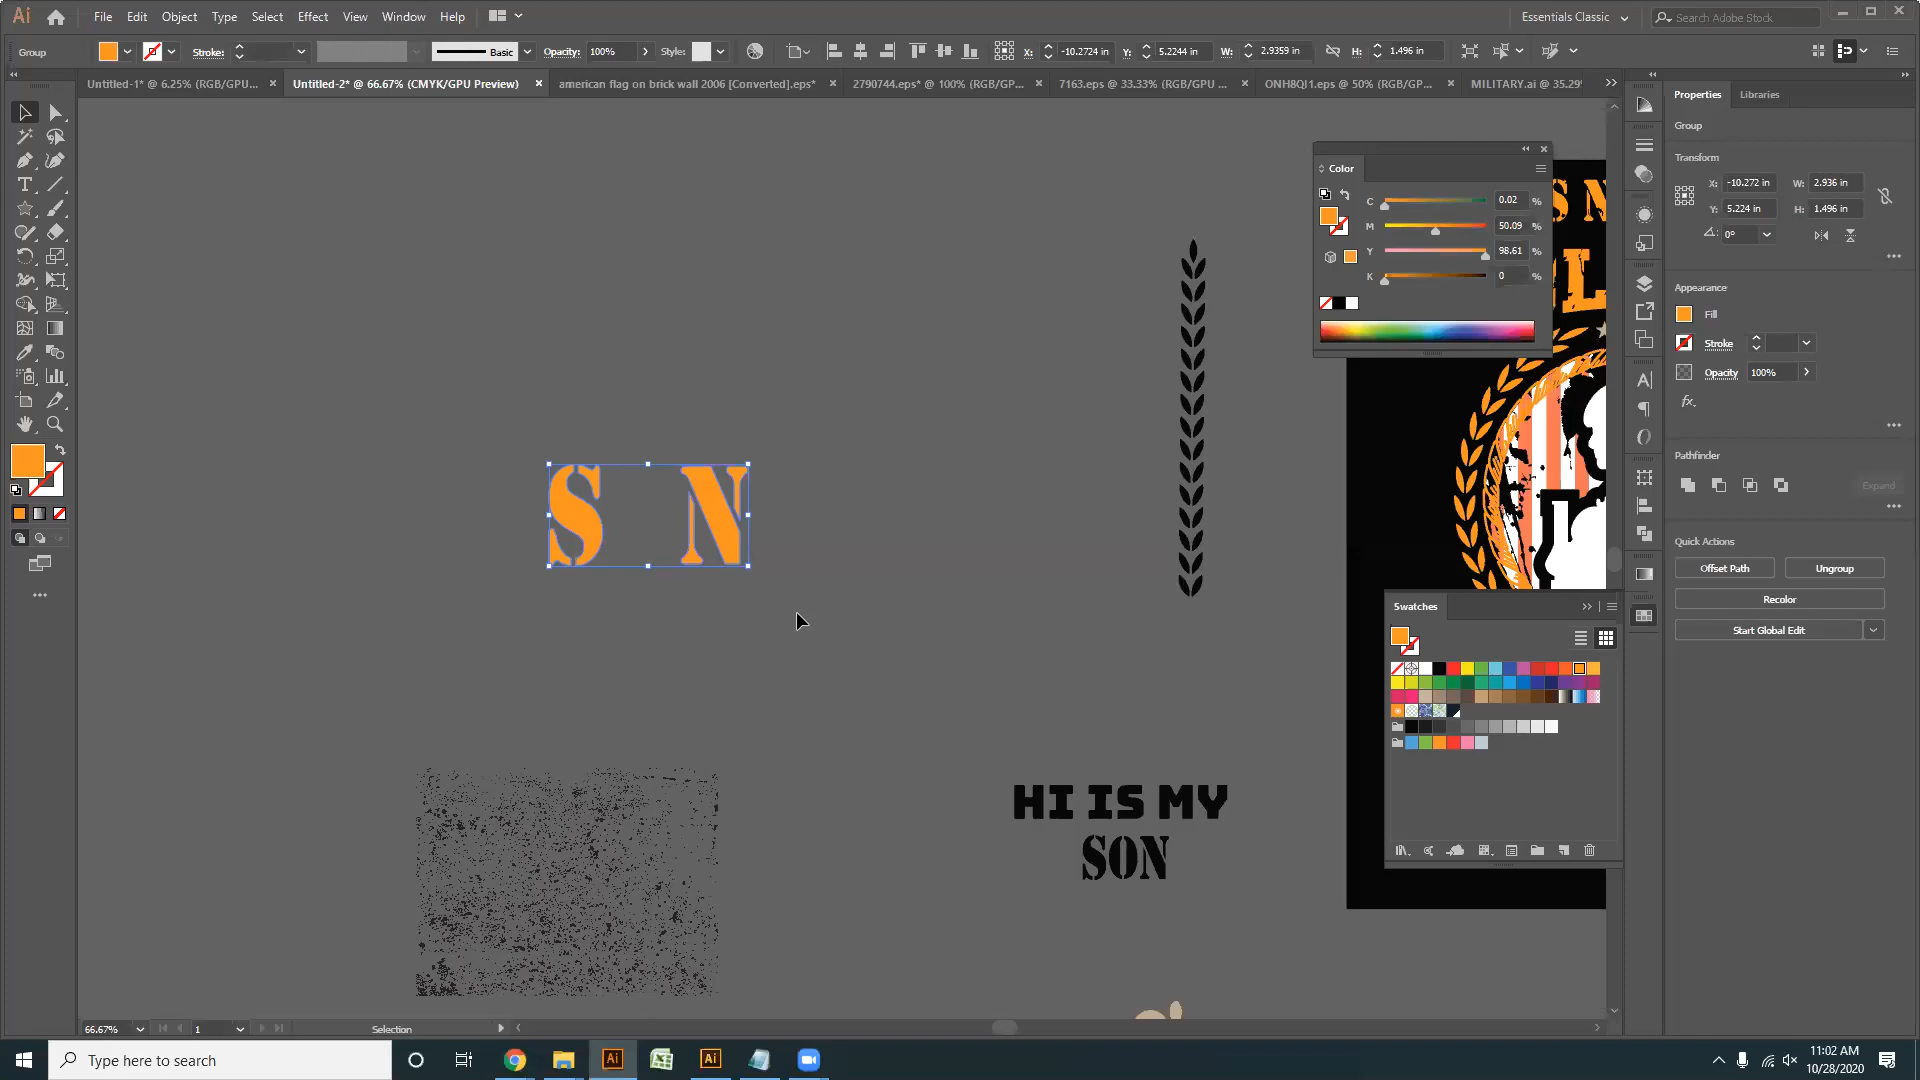 Ai File Edit Object Type Select Effect View Window Help Essentials Classic Search Adobe Stock
Group Stroke: Basic Opacity: 100% Style: X: -10.2724 in Y: 5.2244 in W: 2.9359 in H: 1.496 in
Untitled-1* @ 6.25% (RGB/GPU... × Untitled-2* @ 66.67% (CMYK/GPU Preview) × american flag on brick wall 2006 [Converted].eps* × 2790744.eps* @ 100% (RGB/GP... × 7163.eps @ 33.33% (RGB/GPU ... × ONH8QI1.eps @ 50% (RGB/GP... × MILITARY.ai @ 35.29%
Properties Libraries
Group
Transform
X: -10.272 in W: 2.936 in
Y: 5.224 in H: 1.496 in
0°
Appearance
Fill
Stroke
Opacity 100%
fx.
Pathfinder
Expand
Quick Actions
Offset Path Ungroup
Recolor
Start Global Edit
Color
C 0.02 %
M 50.09 %
Y 98.61 %
K 0 %
S N
L
S N
Swatches
HI IS MY
SON
66.67% 1 Selection
Type here to search
11:02 AM
10/28/2020